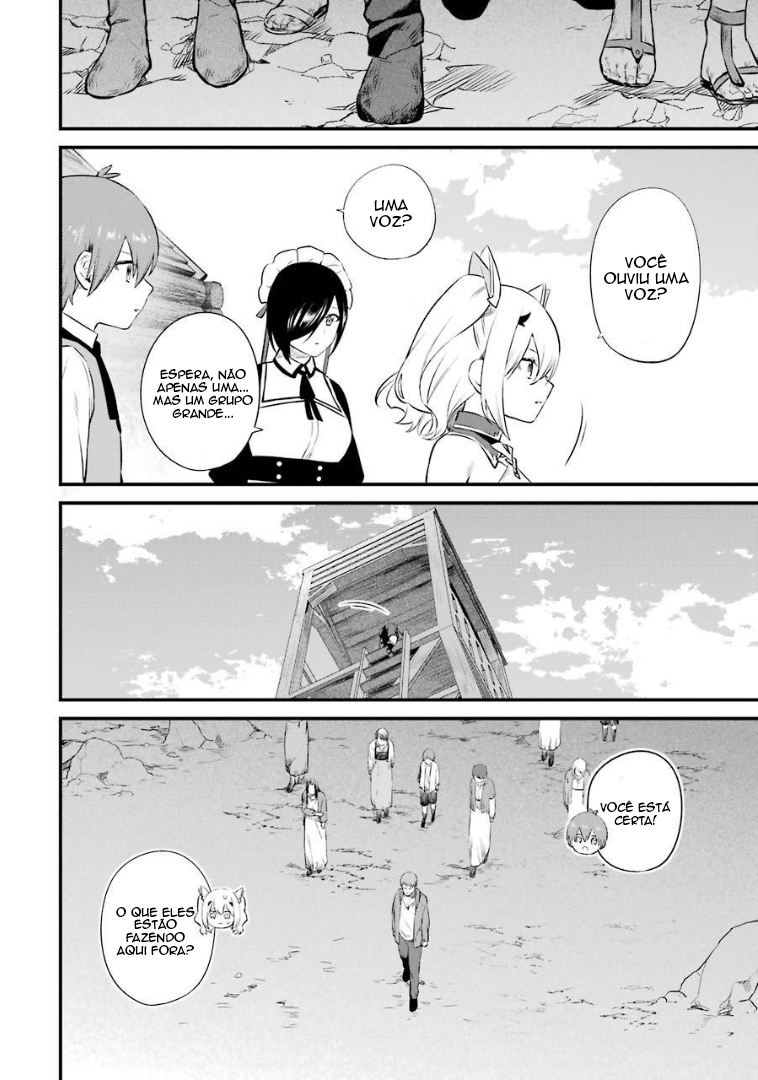 VOCÊ
OUVIU UMA
VOZ?
UMA
VOZ?
ESPERA, NÃO
APENAS UMA...
MAS UM GRUPO
GRANDE...
VOCÊ ESTÁ
CERTA!
O QUE ELES
ESTÃO
FAZENDO
AQUI FORA?